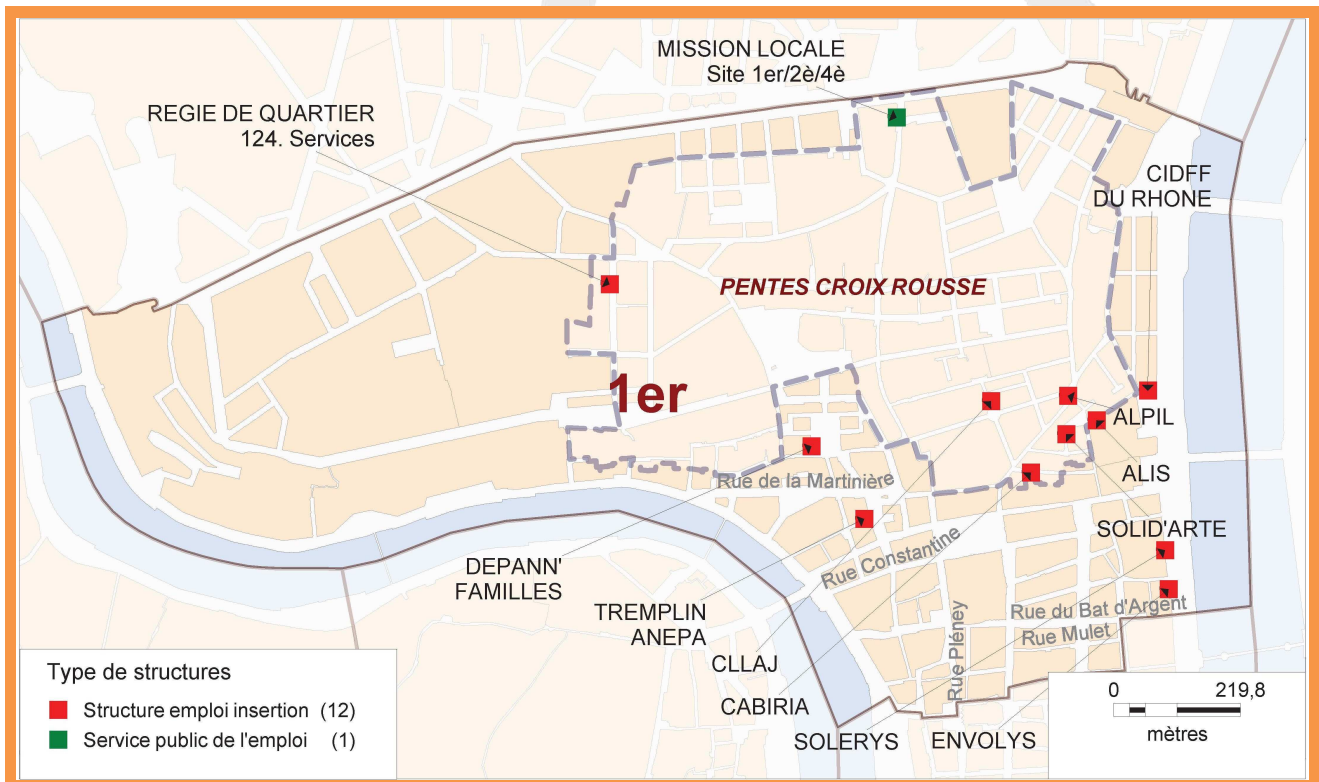 MISSION LOCALE
Site 1er/2è/4è
REGIE DE QUARTIER
124. Services
CIDFF
DU RHONE
PENTES CROIX ROUSSE
1er
ALPIL
ALIS
Rue de la Martinière
SOLID'ARTE
DEPANN'
FAMILLES
Rue Constantine
TREMPLIN
ANEPA
Rue du Bat d'Argent
Rue Mulet
Rue Pléney
CLLAJ
CABIRIA
SOLERYS
ENVOLYS
Type de structures
Structure emploi insertion (12)
Service public de l'emploi (1)
0 219,8
mètres